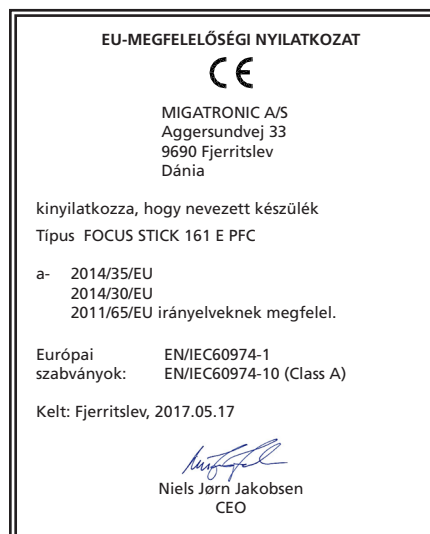 EU-MEGFELELŐSÉGI NYILATKOZAT
CE
MIGATRONIC A/S
Aggersundvej 33
9690 Fjerritslev
Dánia
kinyilatkozza, hogy nevezett készülék
Típus FOCUS STICK 161 E PFC
a- 2014/35/EU
2014/30/EU
2011/65/EU irányelveknek megfelel.
Európai EN/IEC60974-1
szabványok: EN/IEC60974-10 (Class A)
Kelt: Fjerritslev, 2017.05.17
Niels Jørn Jakobsen
CEO